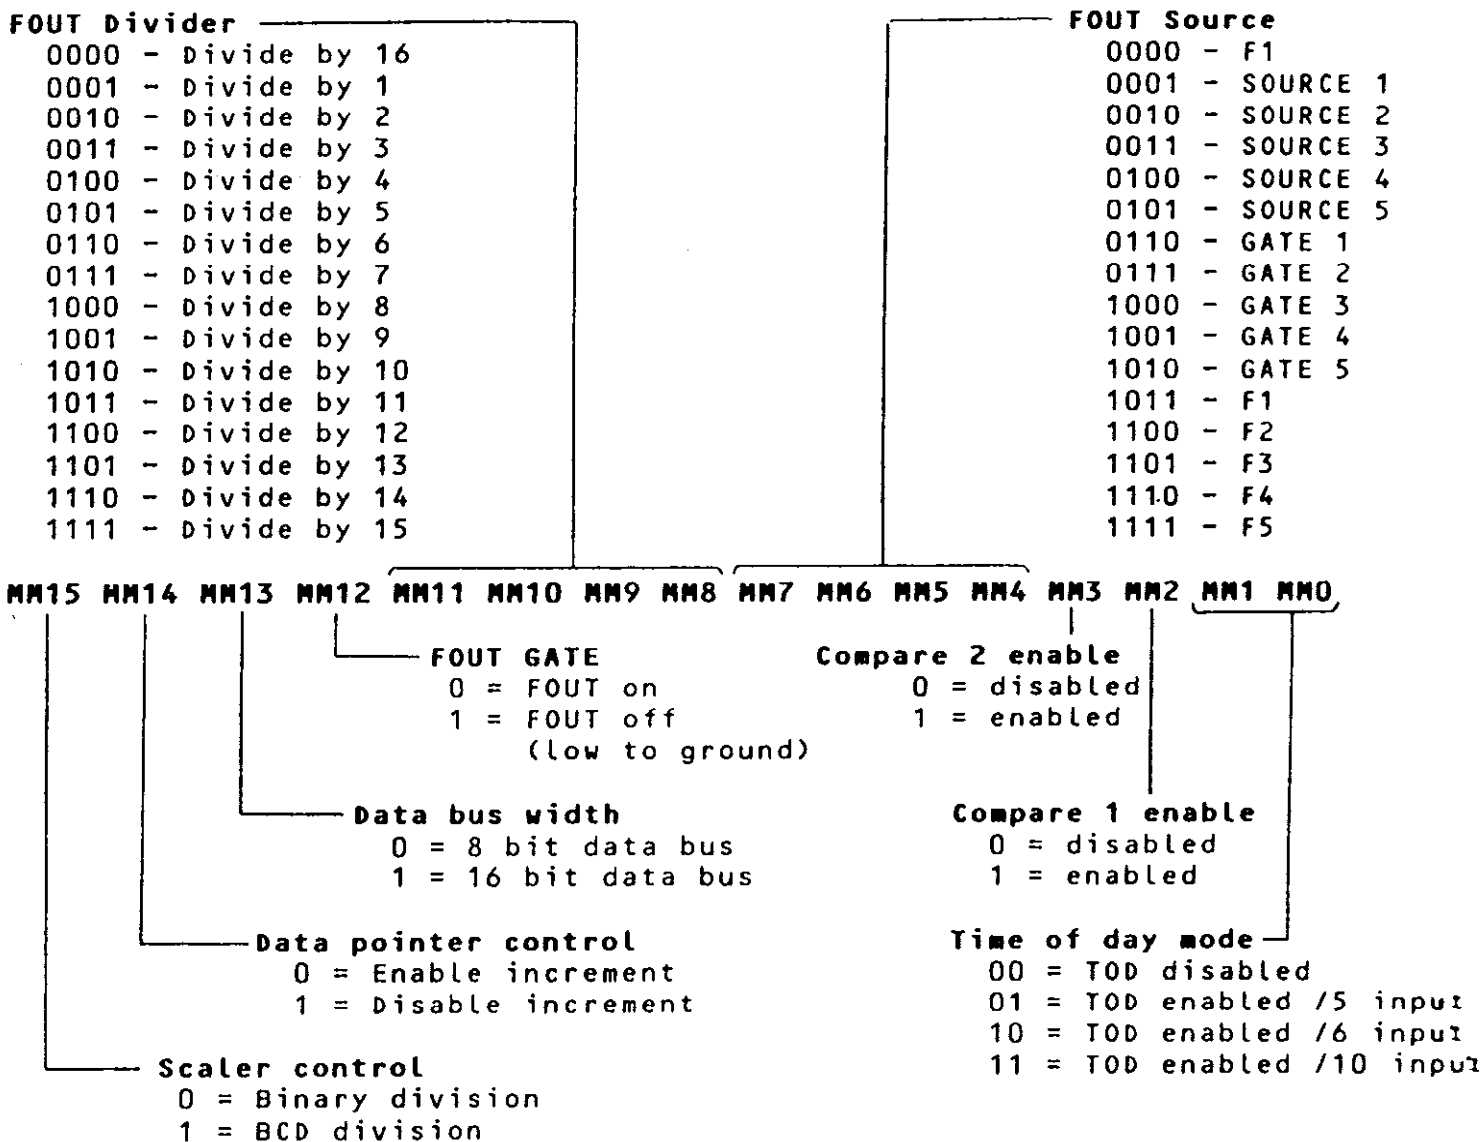 FOUT Divider
0000 - Divide by 16
0001 - Divide by 1
0010 - Divide by 2
0011 - Divide by 3
0100 - Divide by 4
0101 - Divide by 5
0110 - Divide by 6
0111 - Divide by 7
1000 - Divide by 8
1001 - Divide by 9
1010 - Divide by 10
1011 - Divide by 11
1100 - Divide by 12
1101 - Divide by 13
1110 - Divide by 14
1111 - Divide by 15
FOUT Source
0000 - F1
0001 - SOURCE 1
0010 - SOURCE 2
0011 - SOURCE 3
0100 - SOURCE 4
0101 - SOURCE 5
0110 - GATE 1
0111 - GATE 2
1000 - GATE 3
1001 - GATE 4
1010 - GATE 5
1011 - F1
1100 - F2
1101 - F3
1110 - F4
1111 - F5
MM15 MM14 MM13 MM12 MM11 MM10 MM9 MM8 MM7 MM6 MM5 MM4 MM3 MM2 MM1 MM0
FOUT GATE
0 = FOUT on
1 = FOUT off
(low to ground)
Compare 2 enable
0 = disabled
1 = enabled
Data bus width
0 = 8 bit data bus
1 = 16 bit data bus
Compare 1 enable
0 = disabled
1 = enabled
Data pointer control
0 = Enable increment
1 = Disable increment
Time of day mode
00 = TOD disabled
01 = TOD enabled /5 input
10 = TOD enabled /6 input
11 = TOD enabled /10 input
Scaler control
0 = Binary division
1 = BCD division